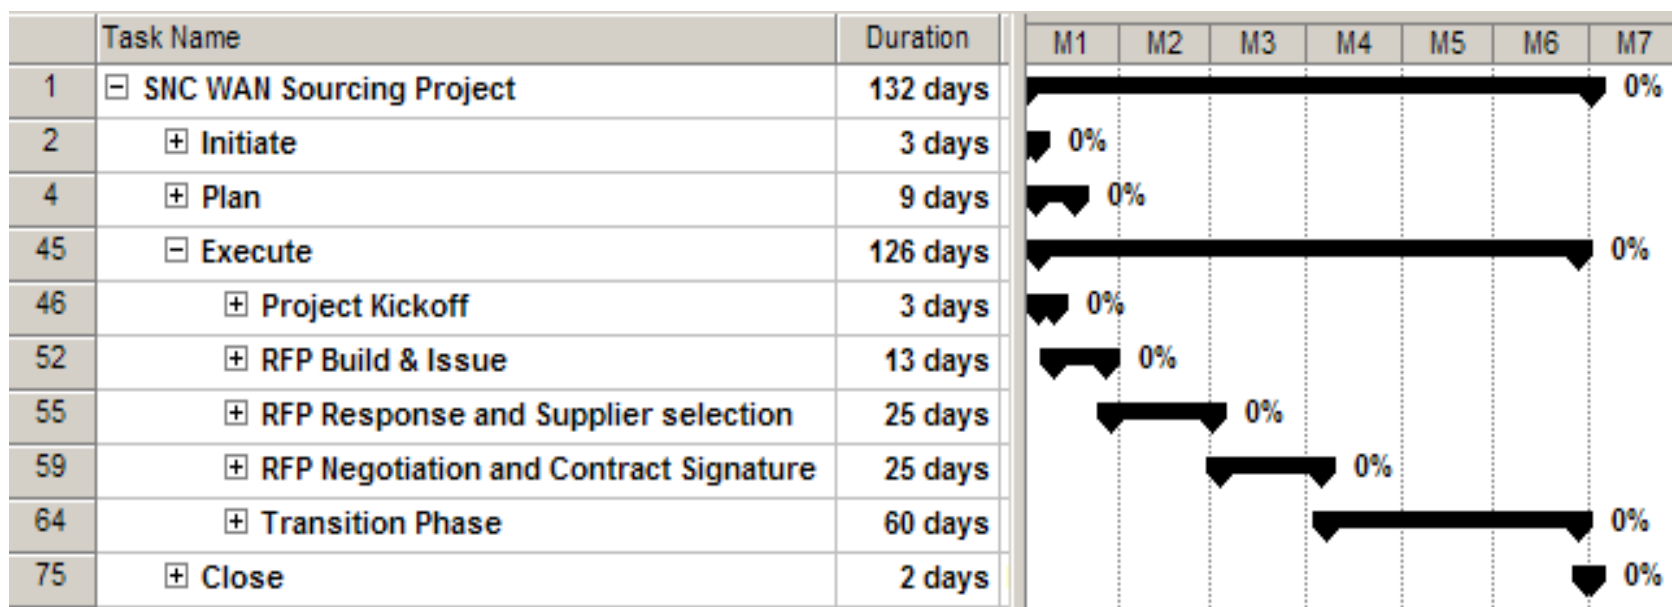 Task Name Duration M1 M2 M3 M4 M5 M6 M7
1 SNC WAN Sourcing Project 132 days 0%
2 Initiate 3 days 0%
4 Plan 9 days 0%
45 Execute 126 days 0%
46 Project Kickoff 3 days 0%
52 RFP Build & Issue 13 days 0%
55 RFP Response and Supplier selection 25 days 0%
59 RFP Negotiation and Contract Signature 25 days 0%
64 Transition Phase 60 days 0%
75 Close 2 days 0%